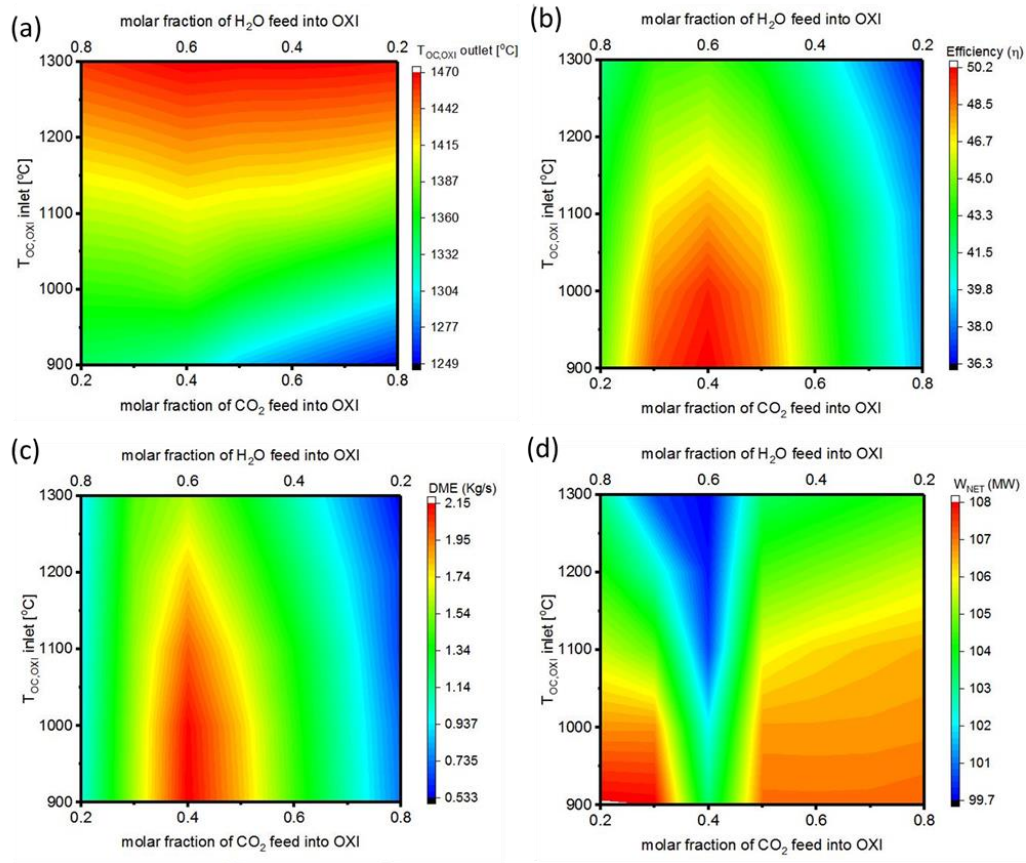 (a)
molar fraction of H₂O feed into OXI
0.8 0.6 0.4 0.2
T_OC,OXI outlet [°C]
1470
1442
1415
1387
1360
1332
1304
1277
1249
T_OC,OXI inlet [°C]
1300
1200
1100
1000
900
0.2 0.4 0.6 0.8
molar fraction of CO₂ feed into OXI
(b)
molar fraction of H₂O feed into OXI
0.8 0.6 0.4 0.2
Efficiency (η)
50.2
48.5
46.7
45.0
43.3
41.5
39.8
38.0
36.3
T_OC,OXI inlet [°C]
1300
1200
1100
1000
900
0.2 0.4 0.6 0.8
molar fraction of CO₂ feed into OXI
(c)
molar fraction of H₂O feed into OXI
0.8 0.6 0.4 0.2
DME (Kg/s)
2.15
1.95
1.74
1.54
1.34
1.14
0.937
0.735
0.533
T_OC,OXI inlet [°C]
1300
1200
1100
1000
900
0.2 0.4 0.6 0.8
molar fraction of CO₂ feed into OXI
(d)
molar fraction of H₂O feed into OXI
0.8 0.6 0.4 0.2
W_NET (MW)
108
107
106
105
104
103
102
101
99.7
T_OC,OXI inlet [°C]
1300
1200
1100
1000
900
0.2 0.4 0.6 0.8
molar fraction of CO₂ feed into OXI